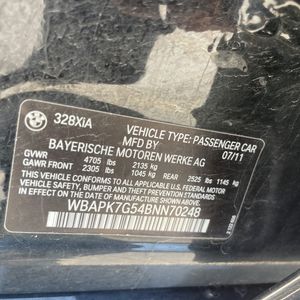 328XiA
VEHICLE TYPE: PASSENGER CAR
MFD BY 07/11
BAYERISCHE MOTOREN WERKE AG
GVWR 4705 lbs 2135 kg
GAWR FRONT 2305 lbs 1045 kg REAR 2525 lbs 1145 kg
THIS VEHICLE CONFORMS TO ALL APPLICABLE FEDERAL
MOTOR VEHICLE SAFETY, BUMPER AND THEFT PREVENTION STANDARDS
IN EFFECT ON THE DATE OF MANUFACTURE SHOWN ABOVE.
WBAPK7G54BNN70248